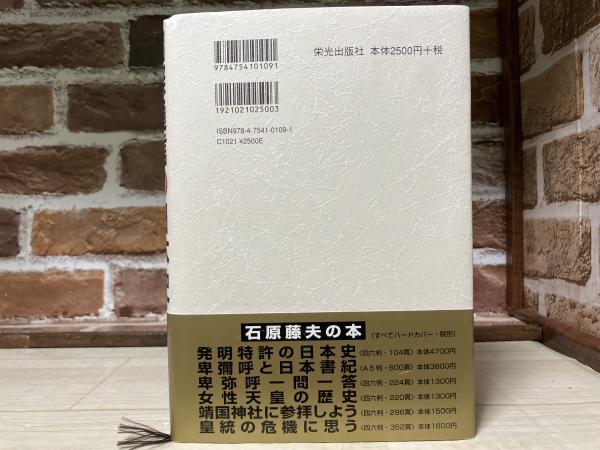 9784754101091
栄光出版社 本体2500円+税
1921021025003
ISBN978-4-7541-0109-1
C1021 ¥2500E
石原藤夫の本 (すべてハードカバー・税別)
発明特許の日本史 〈四六判・104頁〉本体4700円
卑彌呼と日本書紀 〈A5判・600頁〉本体3800円
卑弥呼一問一答 〈四六判・224頁〉本体1300円
女性天皇の歴史 〈四六判・220頁〉本体1300円
靖国神社に参拝しよう 〈四六判・296頁〉本体1500円
皇統の危機に思う 〈四六判・352頁〉本体1600円